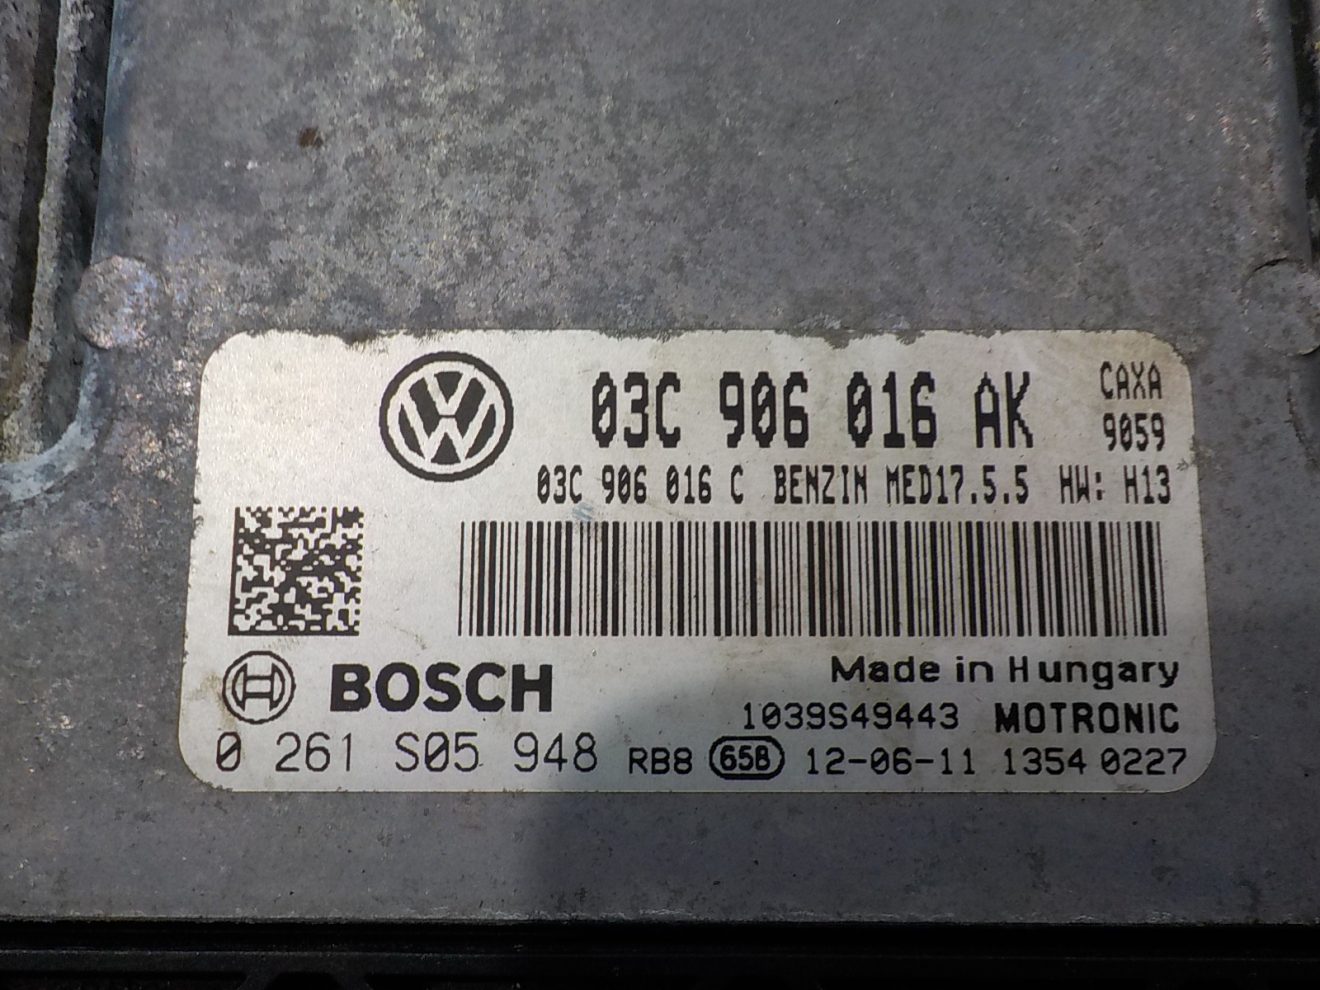 03C 906 016 AK CAXA
9059
03C 906 016 C BENZIN MED17.5.5 HW: H13
BOSCH Made in Hungary
1039S49443 MOTRONIC
0 261 S05 948 RB8 65B 12-06-11 1354 0227